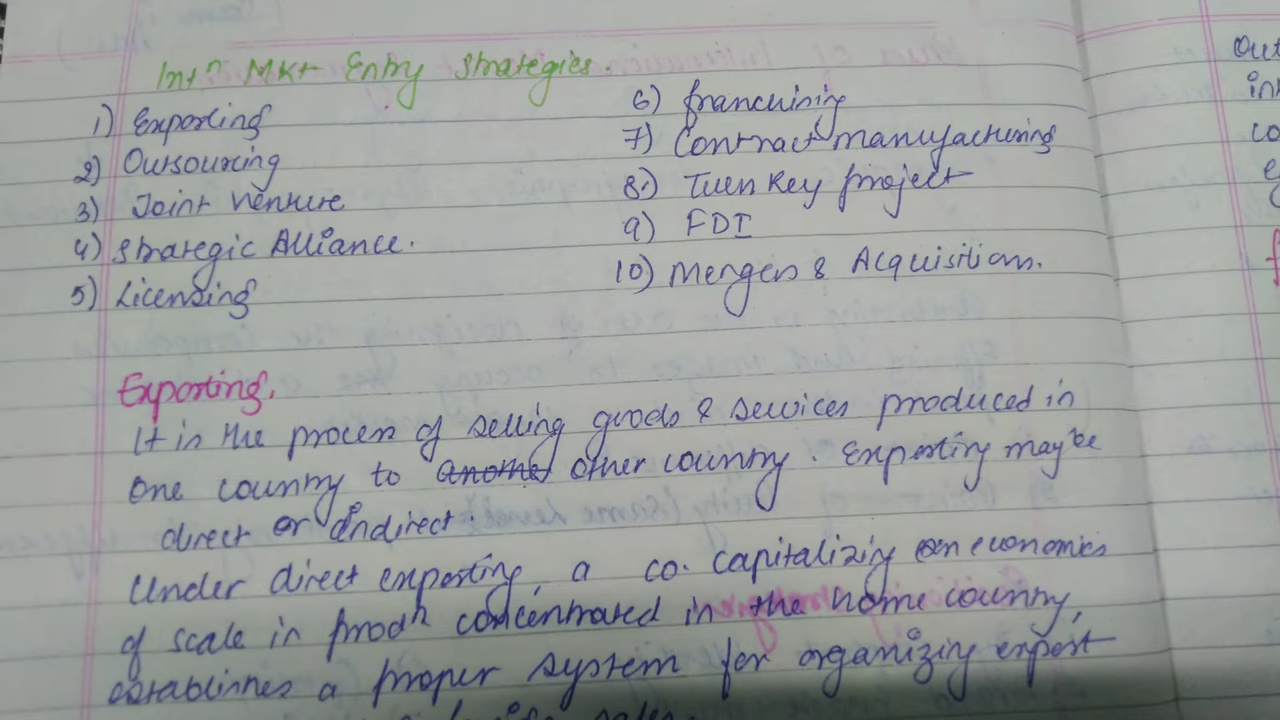 Intn Mkt Entry Strategies.
1) Exporting
2) Outsourcing
3) Joint Venture
4) Strategic Alliance.
5) Licensing
6) franchising
7) Contract manufacturing
8.) Turn Key project
9) FDI
10) Mergers & Acquisitions.
Exporting.
It is the process of selling goods & services produced in
one country to another other country. Exporting may be
direct or Indirect.
Under direct exporting, a co. capitalizing on economics
of scale in prodn concentrated in the home country,
establishes a proper system for organizing export